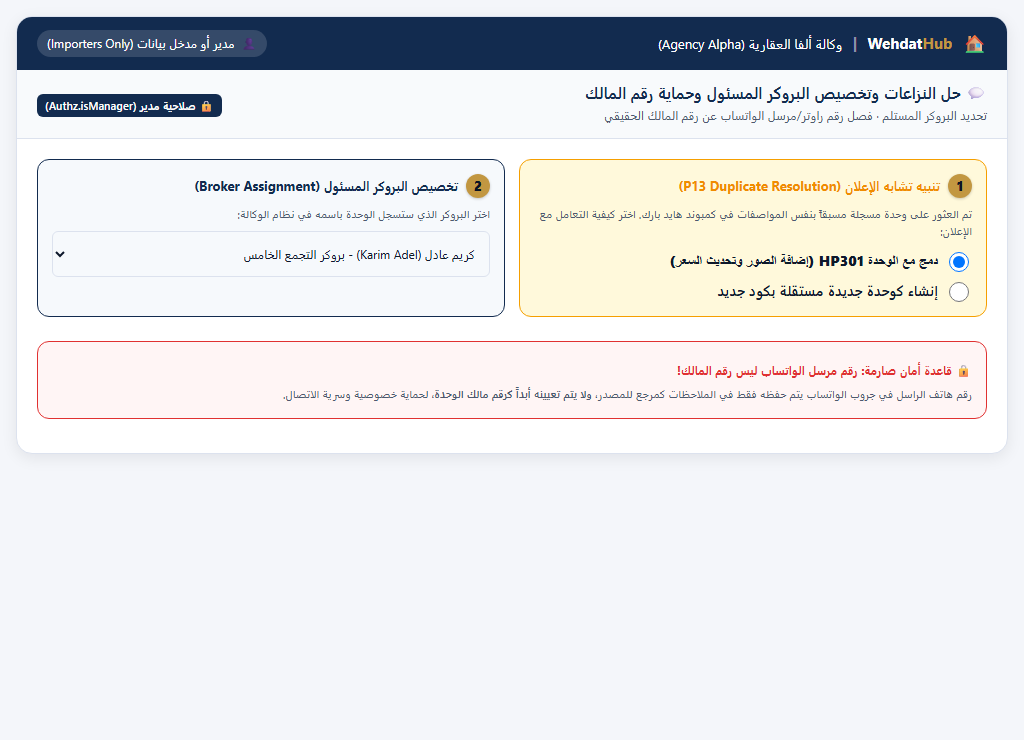 WehdatHub | وكالة ألفا العقارية (Agency Alpha)
مدير أو مدخل بيانات (Importers Only)
حل النزاعات وتخصيص البروكر المسئول وحماية رقم المالك
تحديد البروكر المستلم · فصل رقم راوتر/مرسل الواتساب عن رقم المالك الحقيقي
صلاحية مدير (Authz.isManager)
1 تنبيه تشابه الإعلان (P13 Duplicate Resolution)
تم العثور على وحدة مسجلة مسبقاً بنفس المواصفات في كمبوند هايد بارك. اختر كيفية التعامل مع
الإعلان:
دمج مع الوحدة HP301 (إضافة الصور وتحديث السعر)
إنشاء كوحدة جديدة مستقلة بكود جديد
2 تخصيص البروكر المسئول (Broker Assignment)
اختر البروكر الذي ستسجل الوحدة باسمه في نظام الوكالة:
كريم عادل (Karim Adel) - بروكر التجمع الخامس
قاعدة أمان صارمة: رقم مرسل الواتساب ليس رقم المالك!
رقم هاتف الراسل في جروب الواتساب يتم حفظه فقط في الملاحظات كمرجع للمصدر، ولا يتم تعيينه أبداً كرقم مالك الوحدة، لحماية خصوصية وسرية الاتصال.